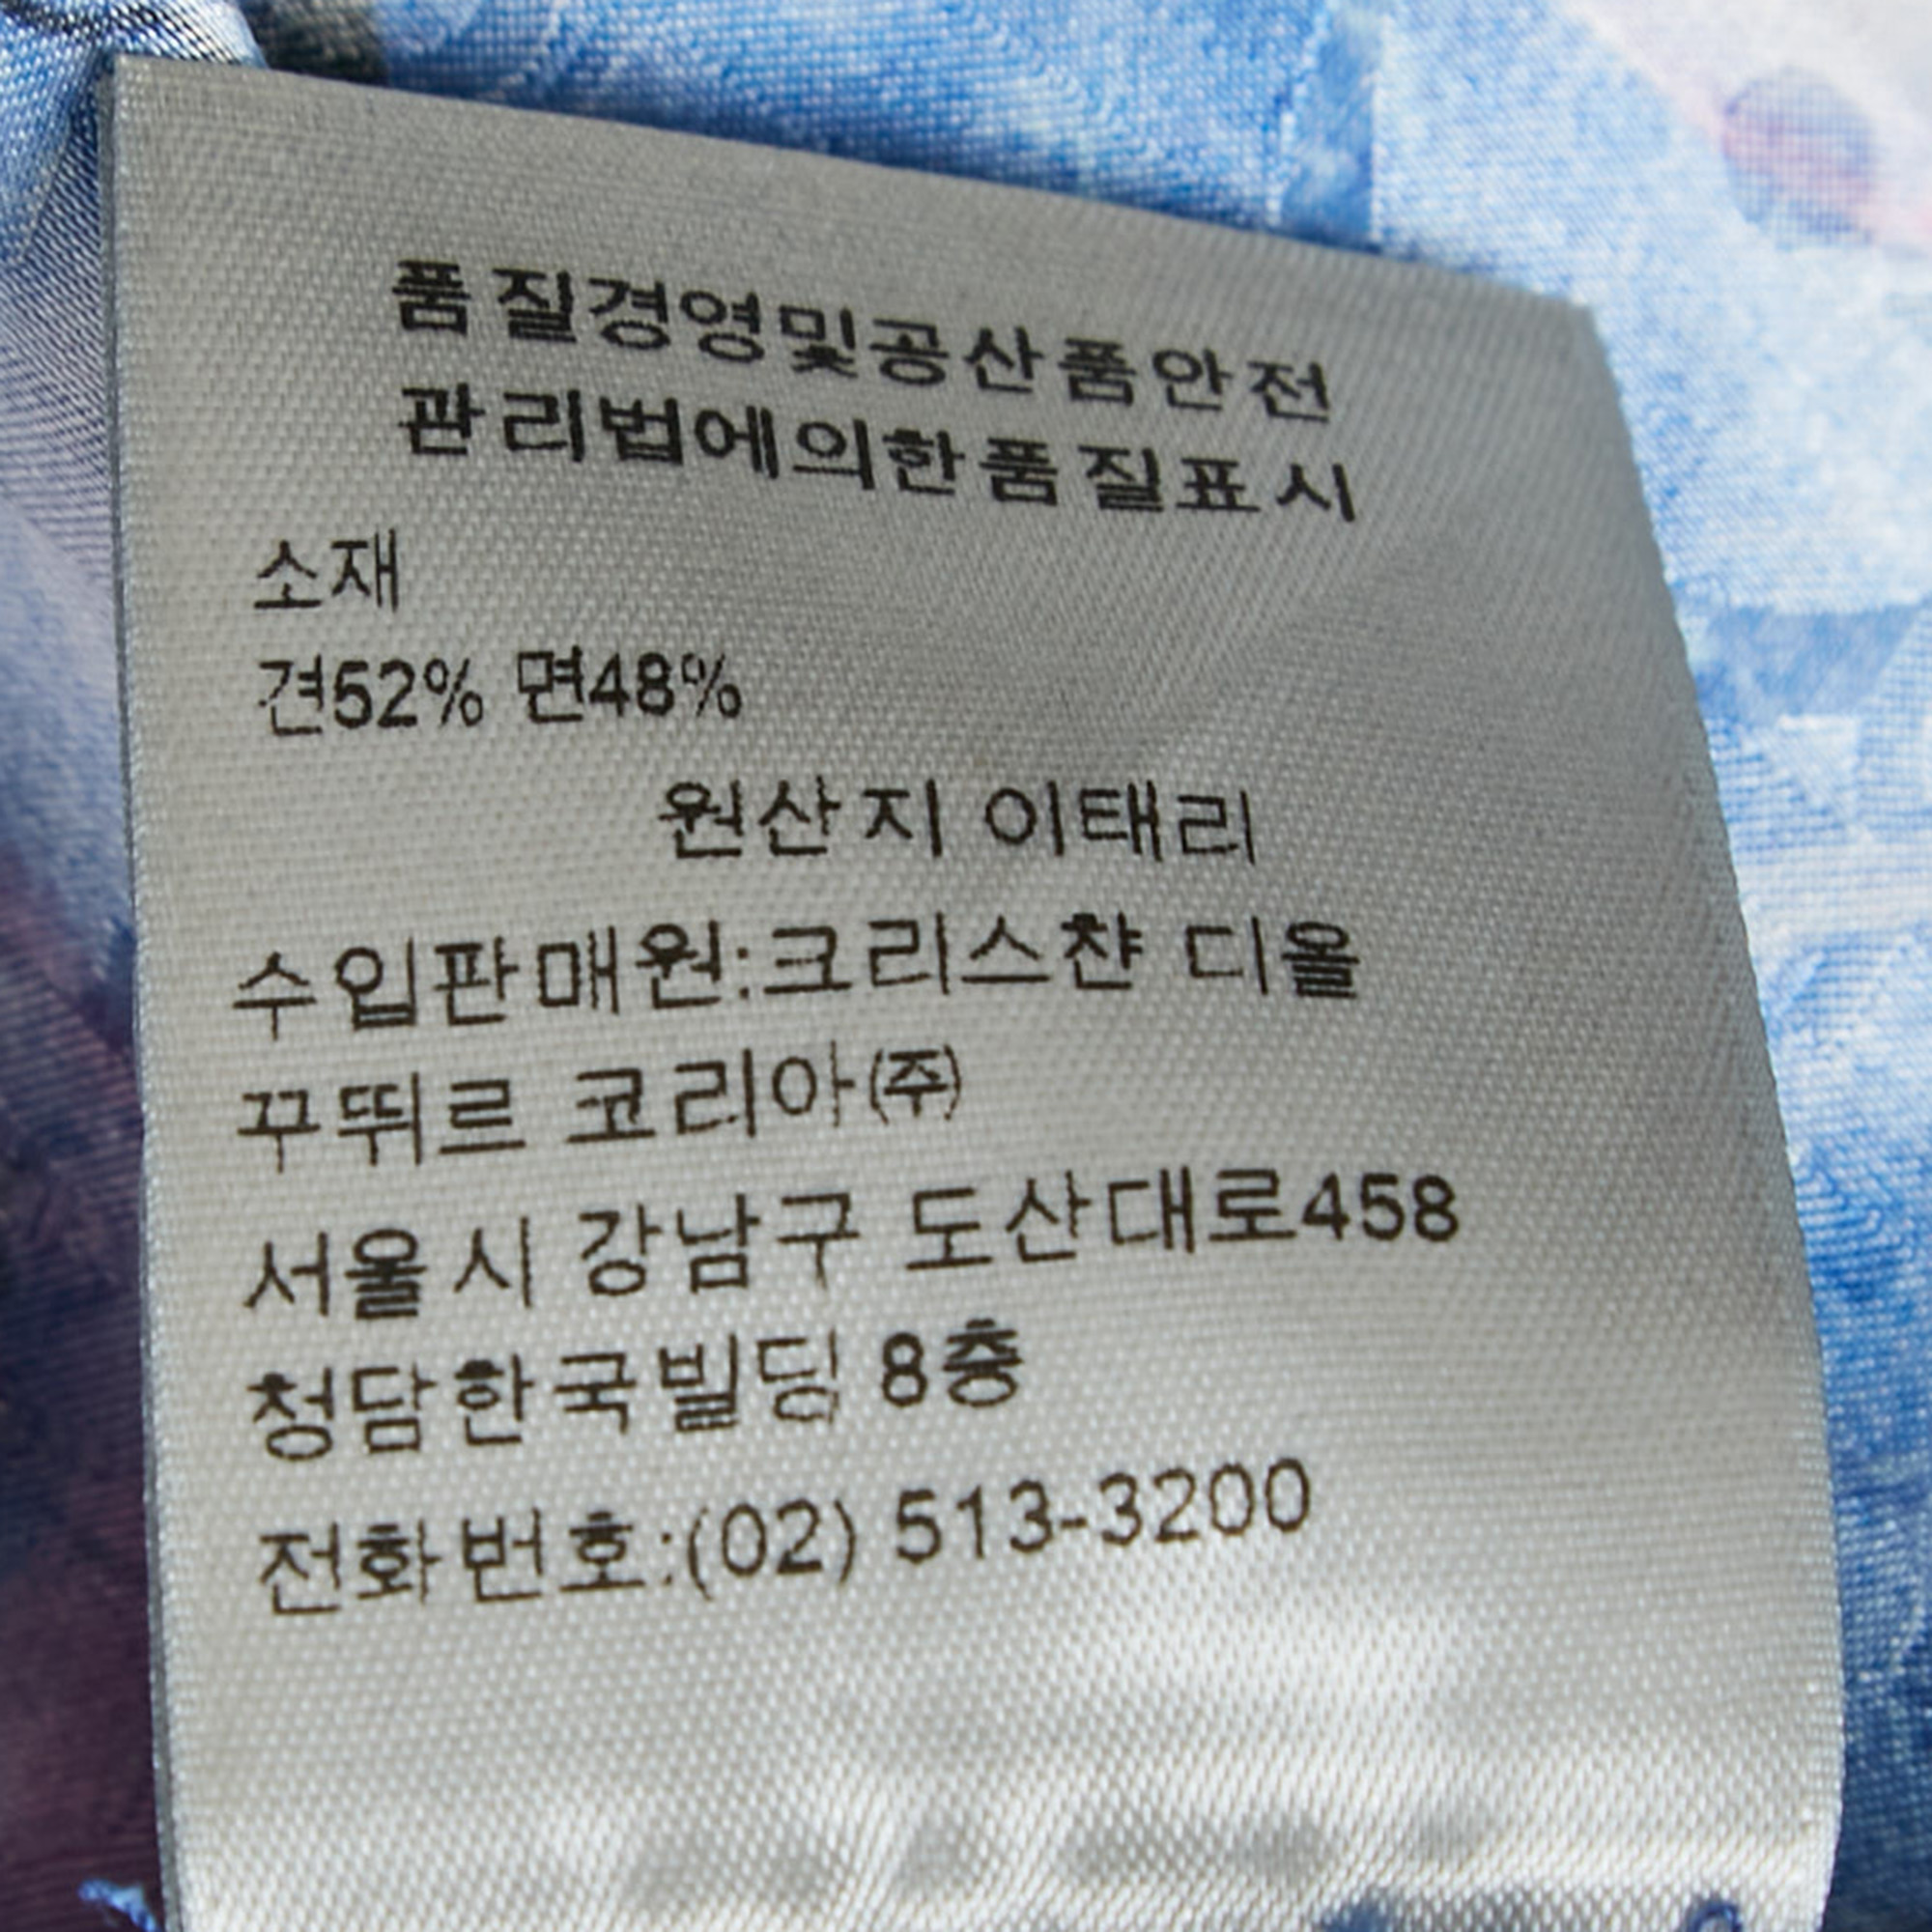 품질경영및공산품안전
관리법에의한품질표시
소재
견52% 면48%
원산지 이태리
수입판매원:크리스챤 디올
꾸뛰르 코리아㈜
서울시 강남구 도산대로458
청담한국빌딩 8층
전화번호:(02) 513-3200